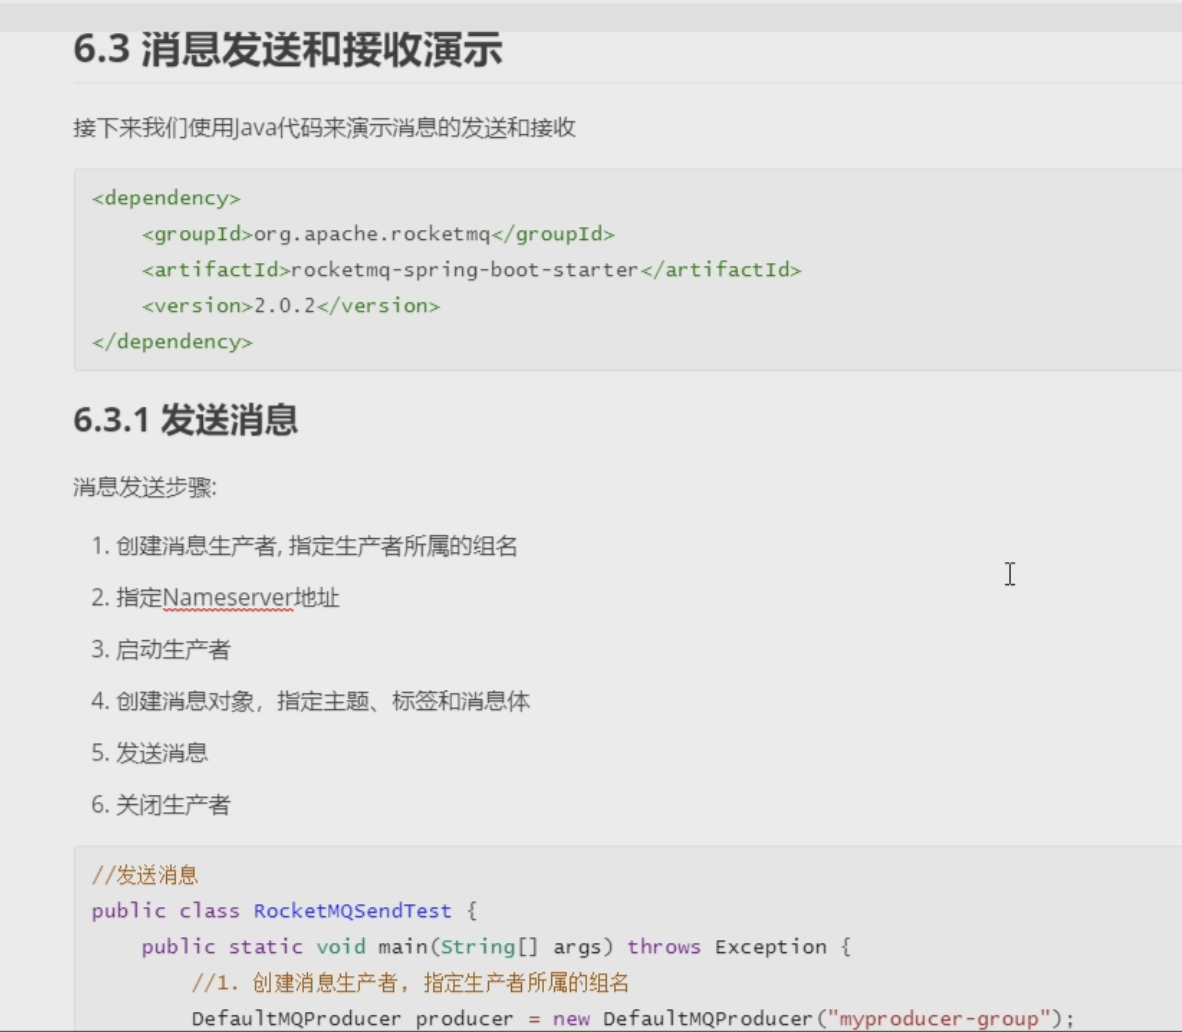 6.3 消息发送和接收演示
接下来我们使用Java代码来演示消息的发送和接收
<dependency>
    <groupId>org.apache.rocketmq</groupId>
    <artifactId>rocketmq-spring-boot-starter</artifactId>
    <version>2.0.2</version>
</dependency>
6.3.1 发送消息
消息发送步骤:
1. 创建消息生产者, 指定生产者所属的组名
2. 指定Nameserver地址
3. 启动生产者
4. 创建消息对象，指定主题、标签和消息体
5. 发送消息
6. 关闭生产者
//发送消息
public class RocketMQSendTest {
    public static void main(String[] args) throws Exception {
        //1. 创建消息生产者, 指定生产者所属的组名
        DefaultMQProducer producer = new DefaultMQProducer("myproducer-group");